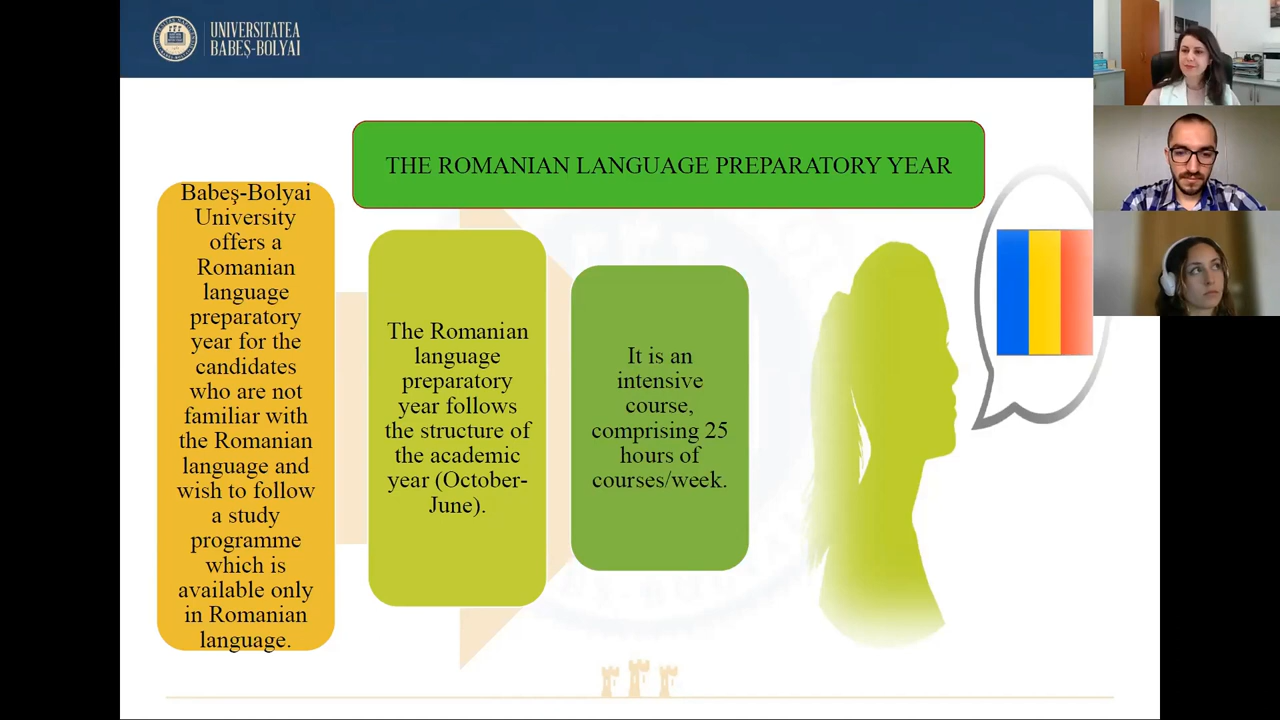 UNIVERSITATEA
BABEŞ-BOLYAI
THE ROMANIAN LANGUAGE PREPARATORY YEAR
Babeş-Bolyai
University
offers a
Romanian
language
preparatory
year for the
candidates
who are not
familiar with
the Romanian
language and
wish to follow
a study
programme
which is
available only
in Romanian
language.
The Romanian
language
preparatory
year follows
the structure of
the academic
year (October-
June).
It is an
intensive
course,
comprising 25
hours of
courses/week.